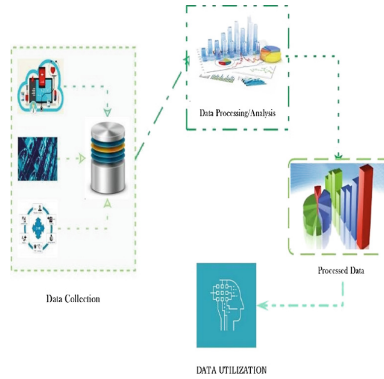 Data Processing/Analysis
Processed Data
Data Collection
DATA UTILIZATION